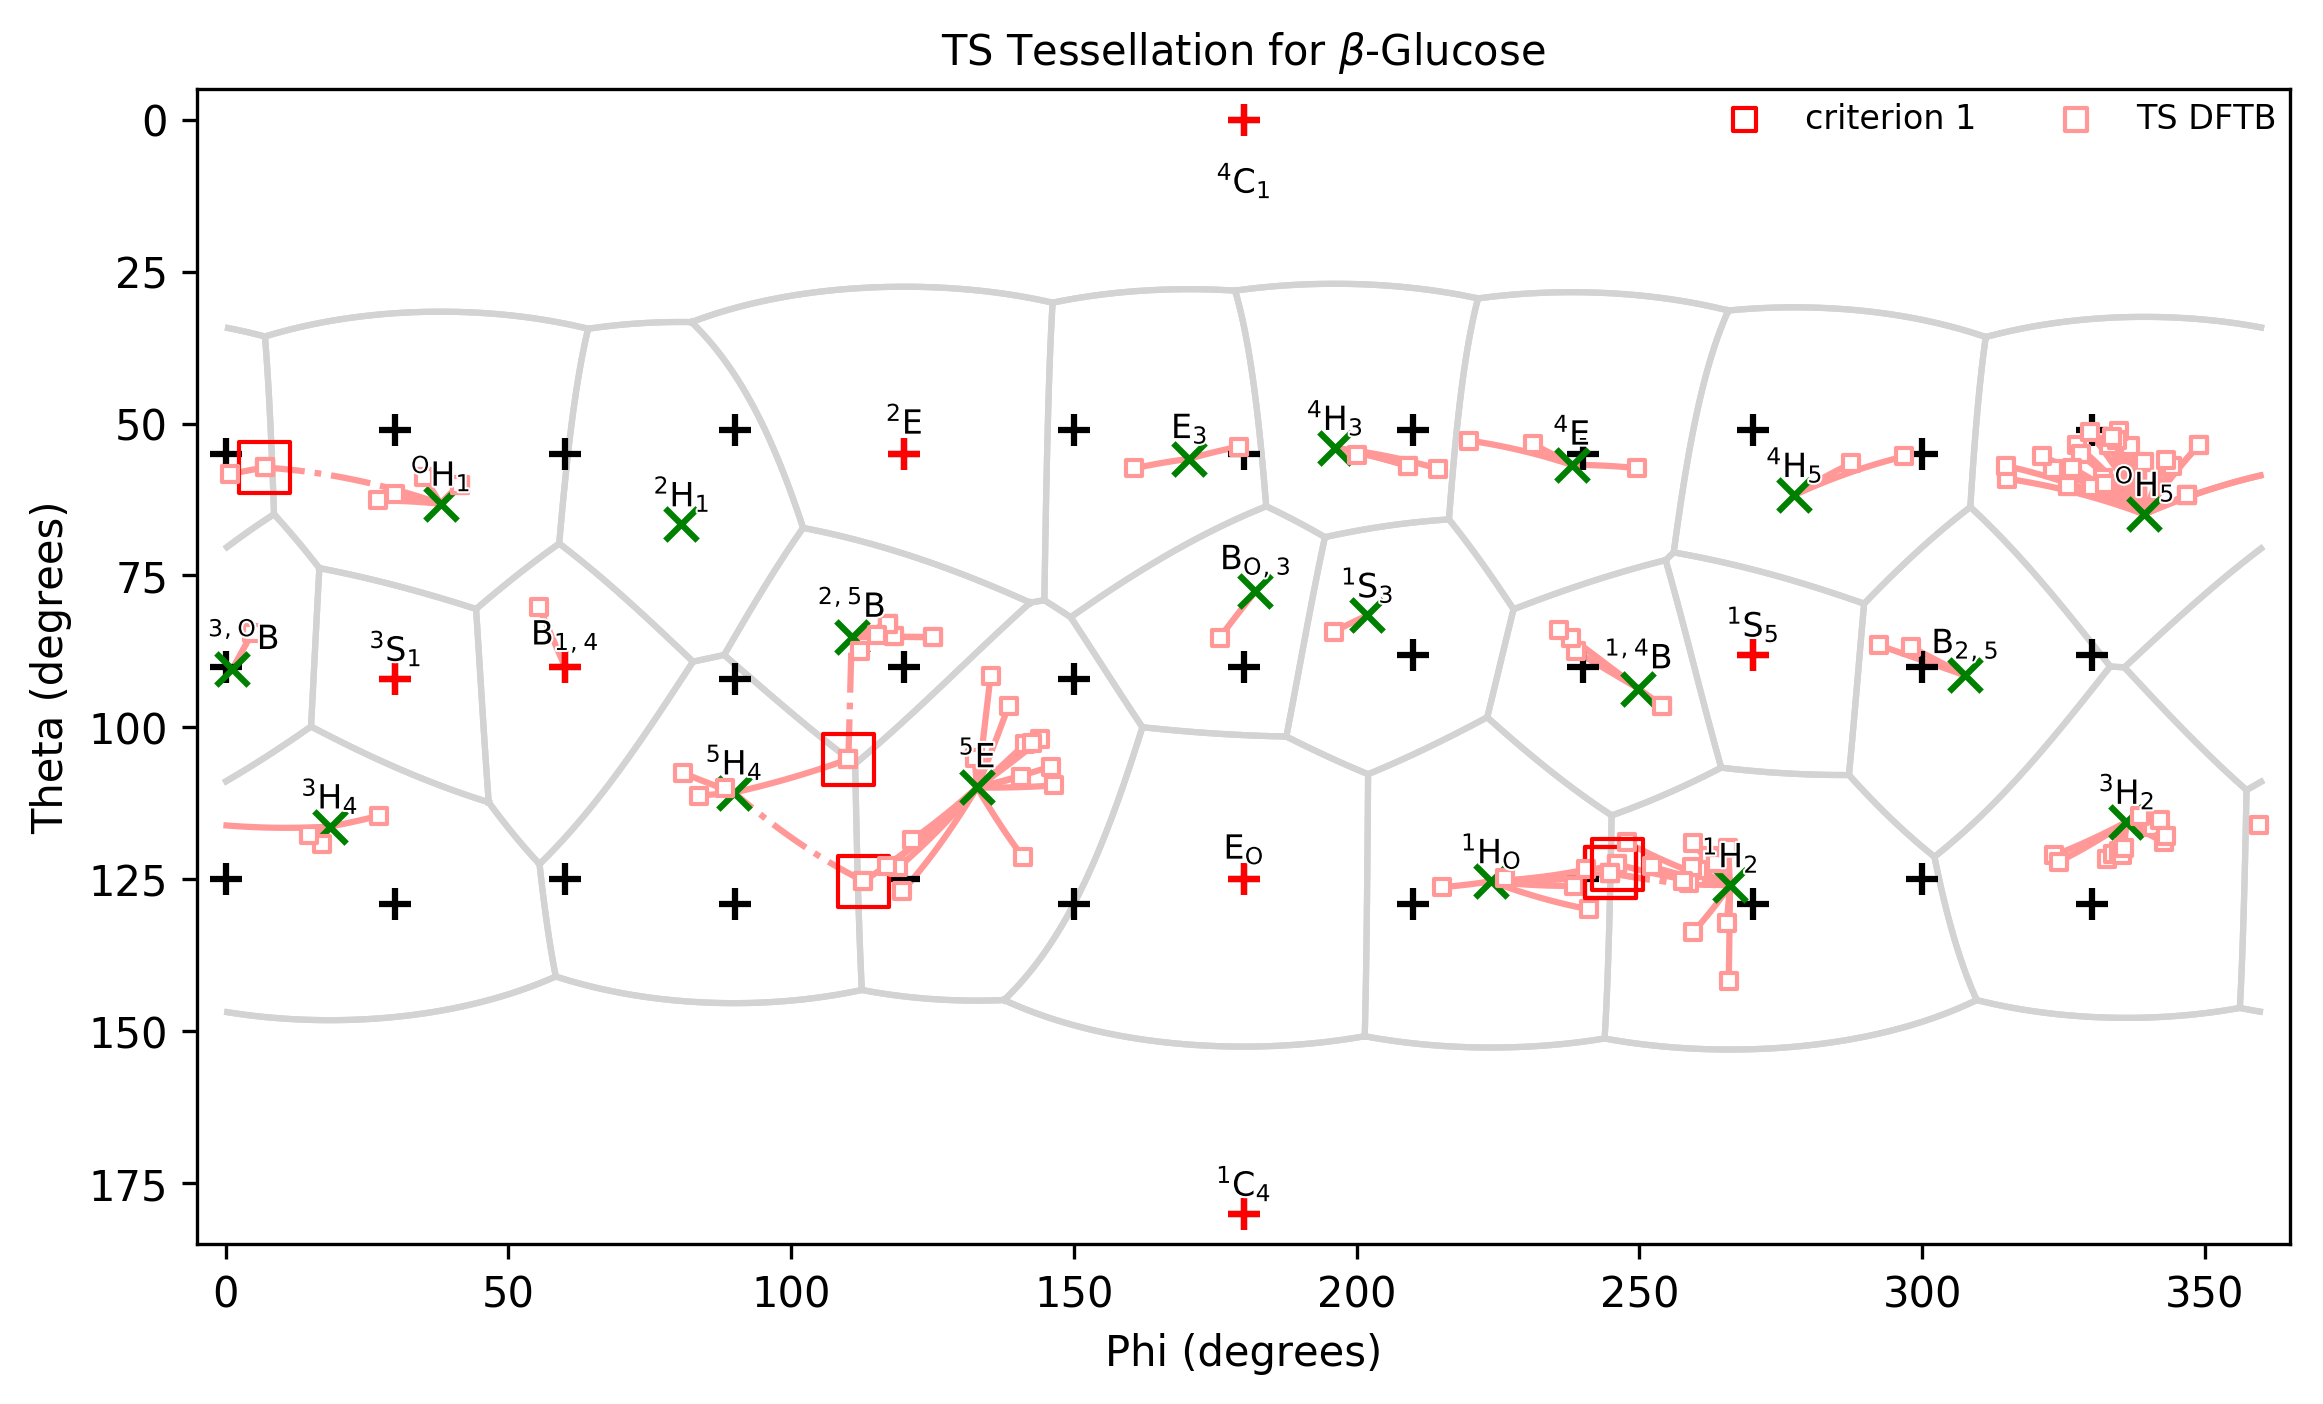 TS Tessellation for β-Glucose
criterion 1
TS DFTB
0
25
50
75
100
125
150
175
Theta (degrees)
⁴C₁
²E
E₃
⁴H₃
⁴E
⁴H₅
ᴼH₁
²H₁
ᴼH₅
B_O,3
¹S₃
²,⁵B
³,ᴼB
³S₁
B₁,₄
¹,⁴B
¹S₅
B₂,₅
⁵H₄
⁵E
³H₄
³H₂
E_O
¹H_O
¹H₂
¹C₄
0
50
100
150
200
250
300
350
Phi (degrees)